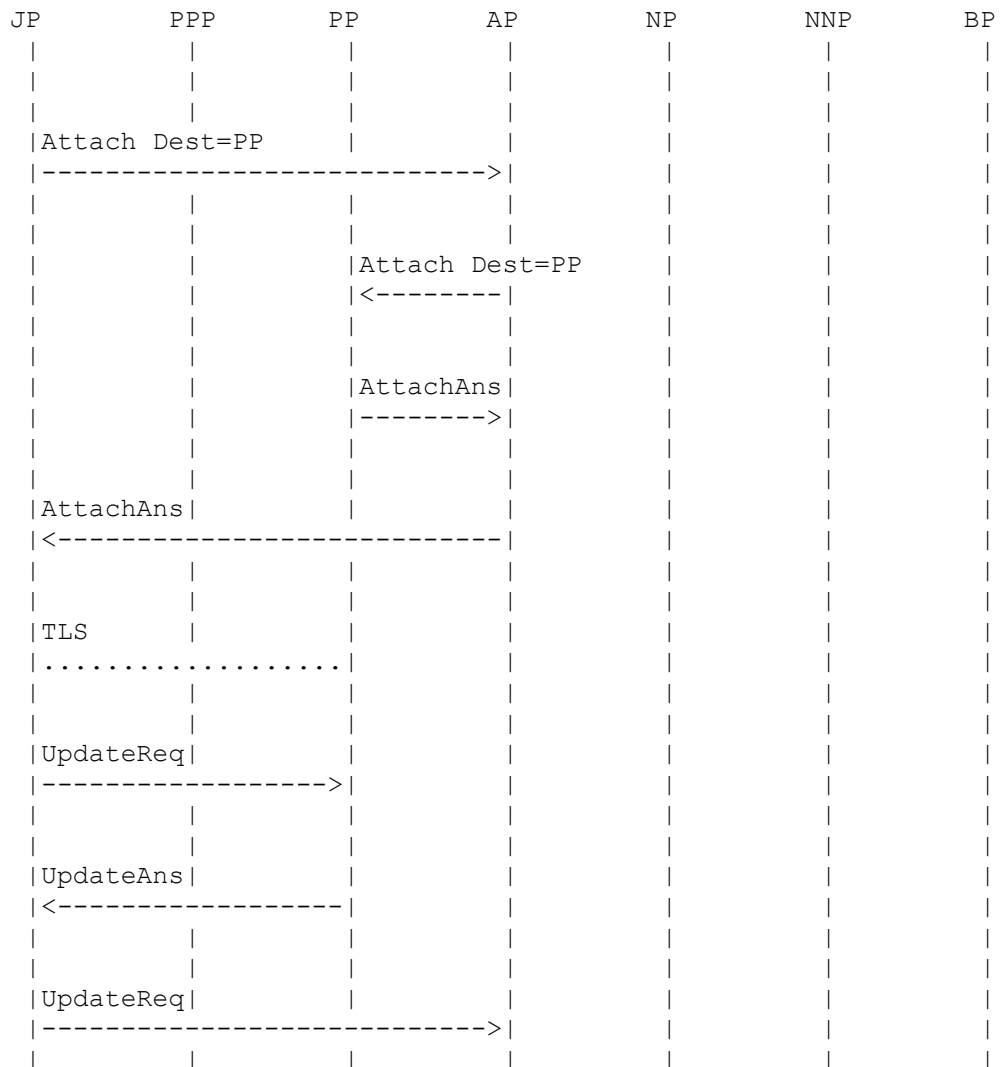 JP PPP PP AP NP NNP BP
Attach Dest=PP
Attach Dest=PP
AttachAns
AttachAns
TLS
UpdateReq
UpdateAns
UpdateReq